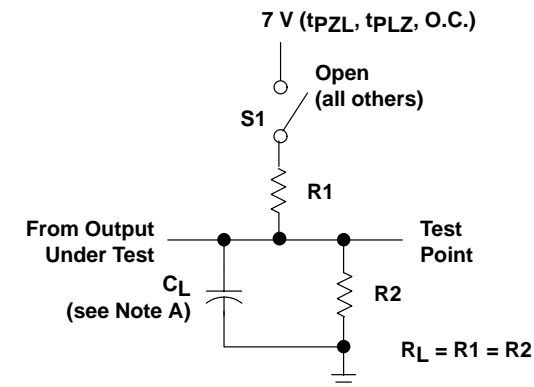 7 V (tPZL, tPLZ, O.C.)
Open
(all others)
S1
R1
From Output
Under Test
Test
Point
CL
(see Note A)
R2
RL = R1 = R2